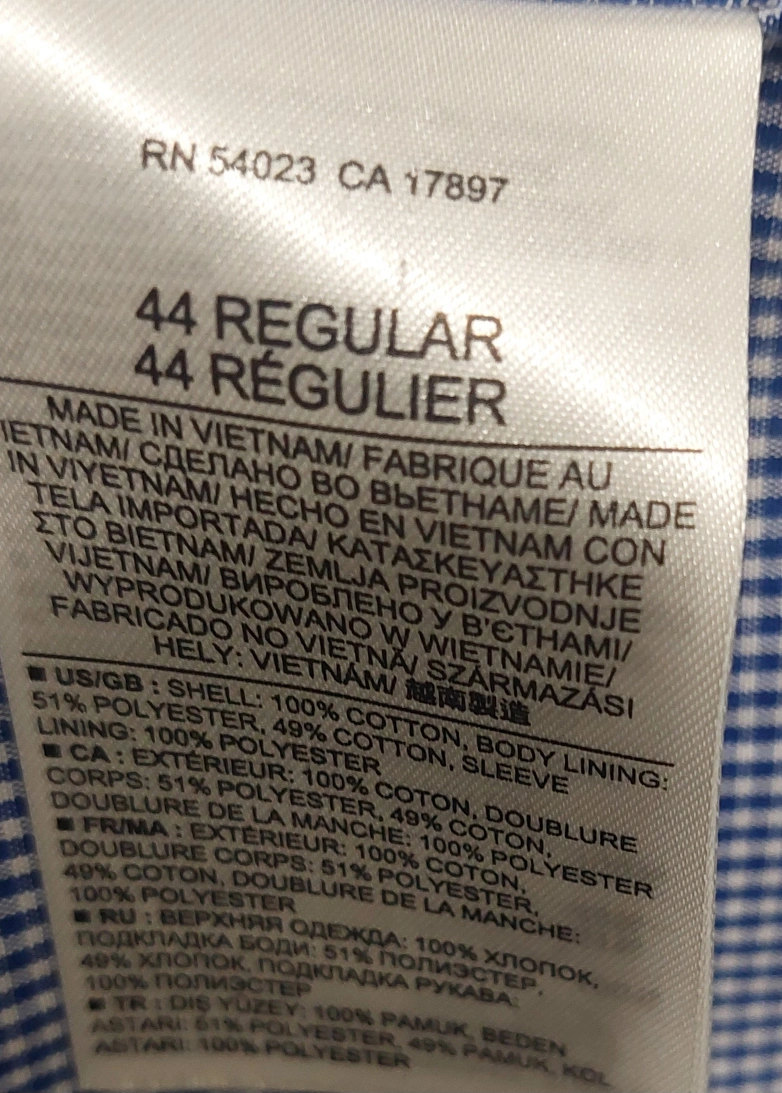 RN 54023 CA 17897
44 REGULAR
44 RÉGULIER
MADE IN VIETNAM/ FABRIQUE AU
IETNAM/ СДЕЛАНО ВО ВЬЕТНАМЕ/ MADE
IN VIYETNAM/ HECHO EN VIETNAM CON
TELA IMPORTADA/ ΚΑΤΑΣΚΕΥΑΣΤΗΚΕ
ΣΤΟ ΒΙΕΤΝΑΜ/ ZEMLJA PROIZVODNJE
VIJETNAM/ ВИРОБЛЕНО У В'ЄТНАМІ/
WYPRODUKOWANO W WIETNAMIE/
FABRICADO NO VIETNÃ/ SZÁRMAZÁSI
HELY: VIETNÁM/ 越南製造
■ US/GB : SHELL: 100% COTTON, BODY LINING:
51% POLYESTER, 49% COTTON, SLEEVE
LINING: 100% POLYESTER
■ CA : EXTÉRIEUR: 100% COTON, DOUBLURE
CORPS: 51% POLYESTER, 49% COTON,
DOUBLURE DE LA MANCHE: 100% POLYESTER
■ FR/MA : EXTÉRIEUR: 100% COTON,
DOUBLURE CORPS: 51% POLYESTER,
49% COTON, DOUBLURE DE LA MANCHE:
100% POLYESTER
■ RU : ВЕРХНЯЯ ОДЕЖДА: 100% ХЛОПОК,
ПОДКЛАДКА БОДИ: 51% ПОЛИЭСТЕР,
49% ХЛОПОК, ПОДКЛАДКА РУКАВА:
100% ПОЛИЭСТЕР
■ TR : DIŞ YÜZEY: 100% PAMUK, BEDEN
ASTARI: 51% POLYESTER, 49% PAMUK, KOL
ASTARI: 100% POLYESTER